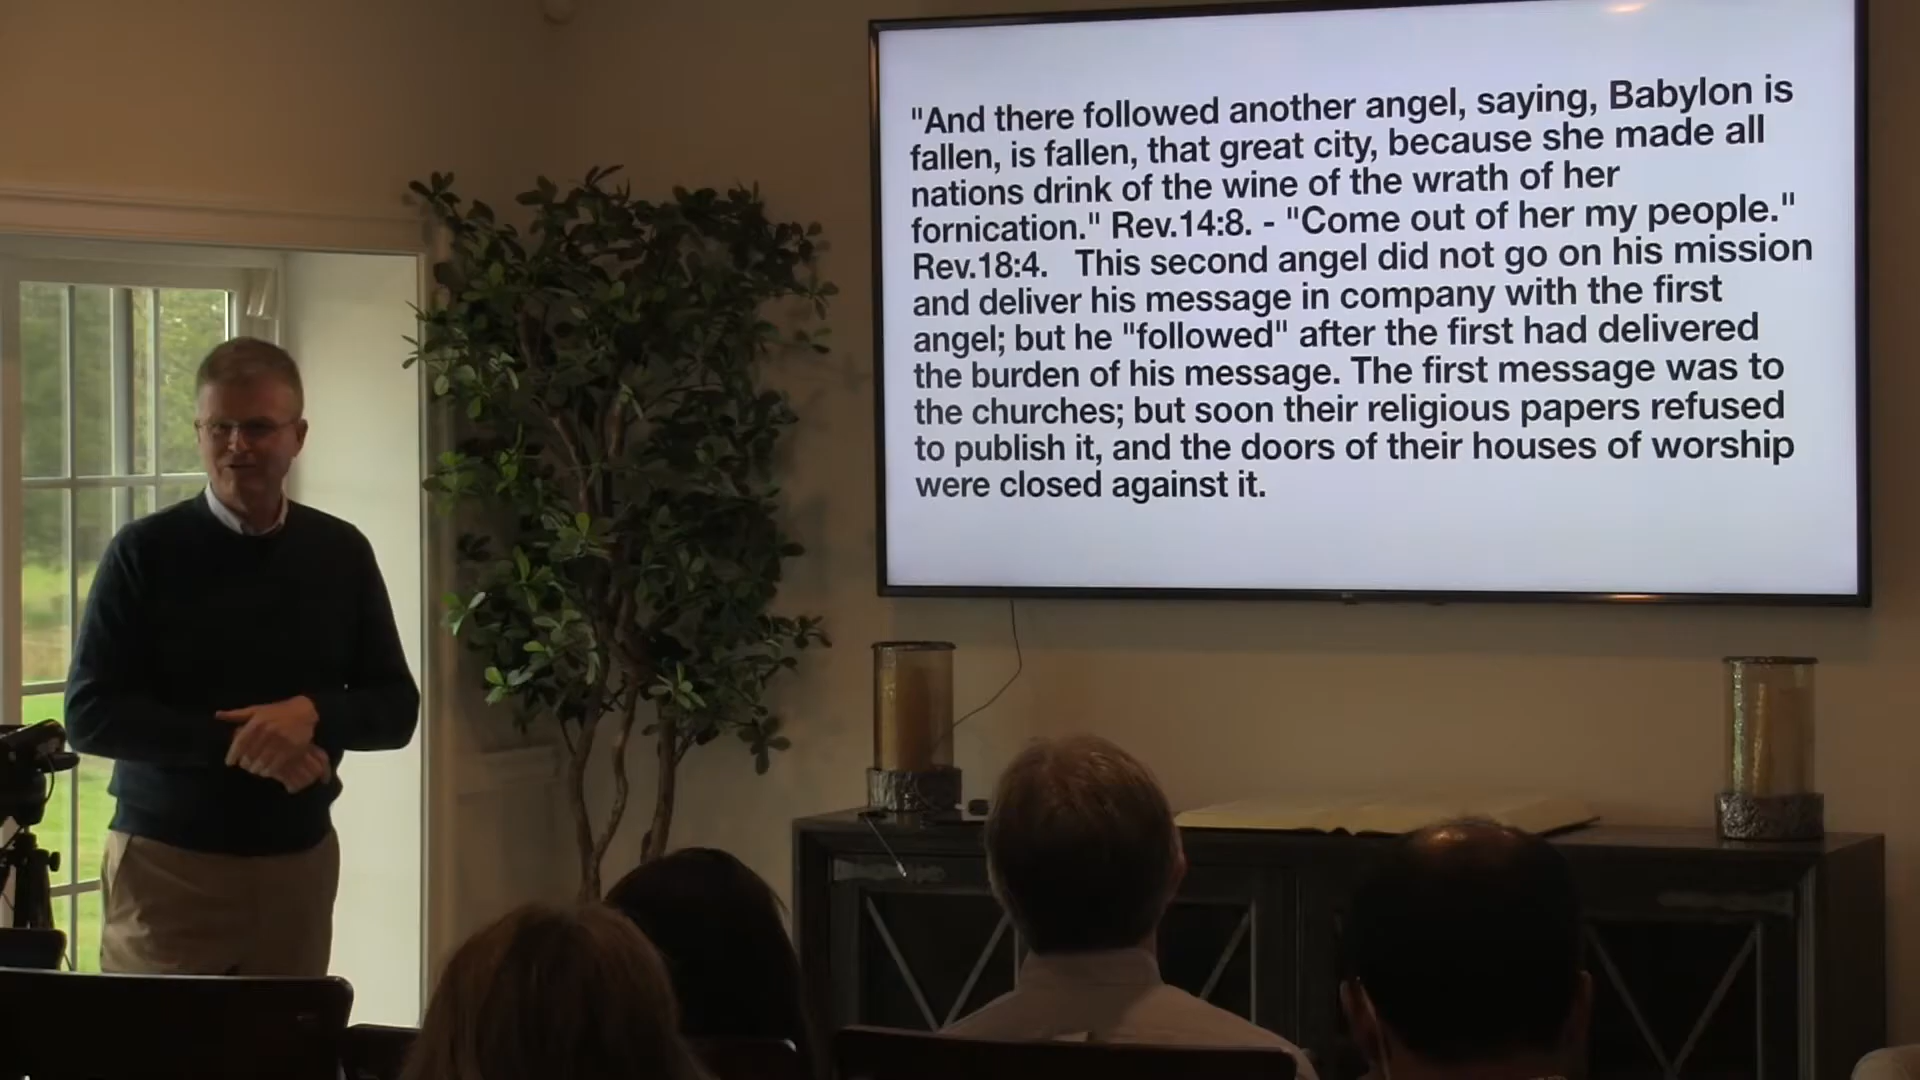 "And there followed another angel, saying, Babylon is
fallen, is fallen, that great city, because she made all
nations drink of the wine of the wrath of her
fornication." Rev.14:8. - "Come out of her my people."
Rev.18:4.   This second angel did not go on his mission
and deliver his message in company with the first
angel; but he "followed" after the first had delivered
the burden of his message. The first message was to
the churches; but soon their religious papers refused
to publish it, and the doors of their houses of worship
were closed against it.